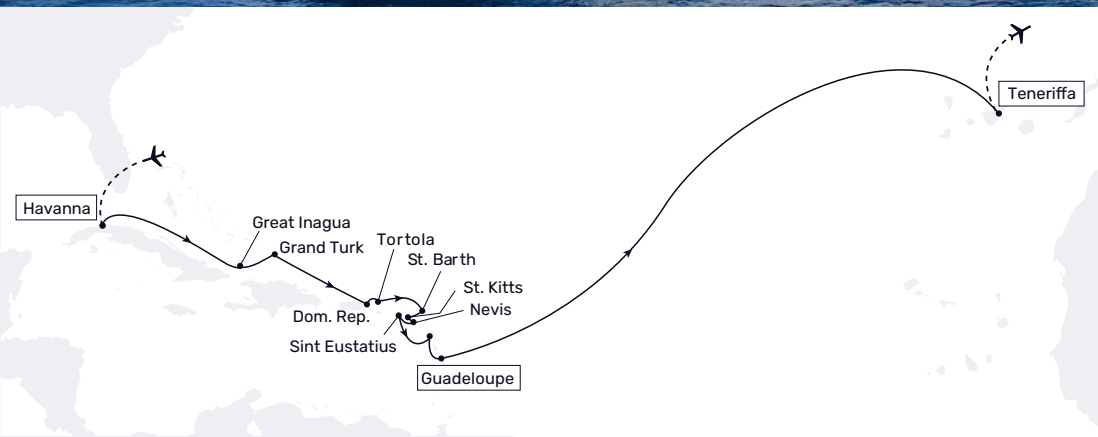 Teneriffa
Havanna
Great Inagua
Grand Turk
Tortola
St. Barth
St. Kitts
Nevis
Dom. Rep.
Sint Eustatius
Guadeloupe